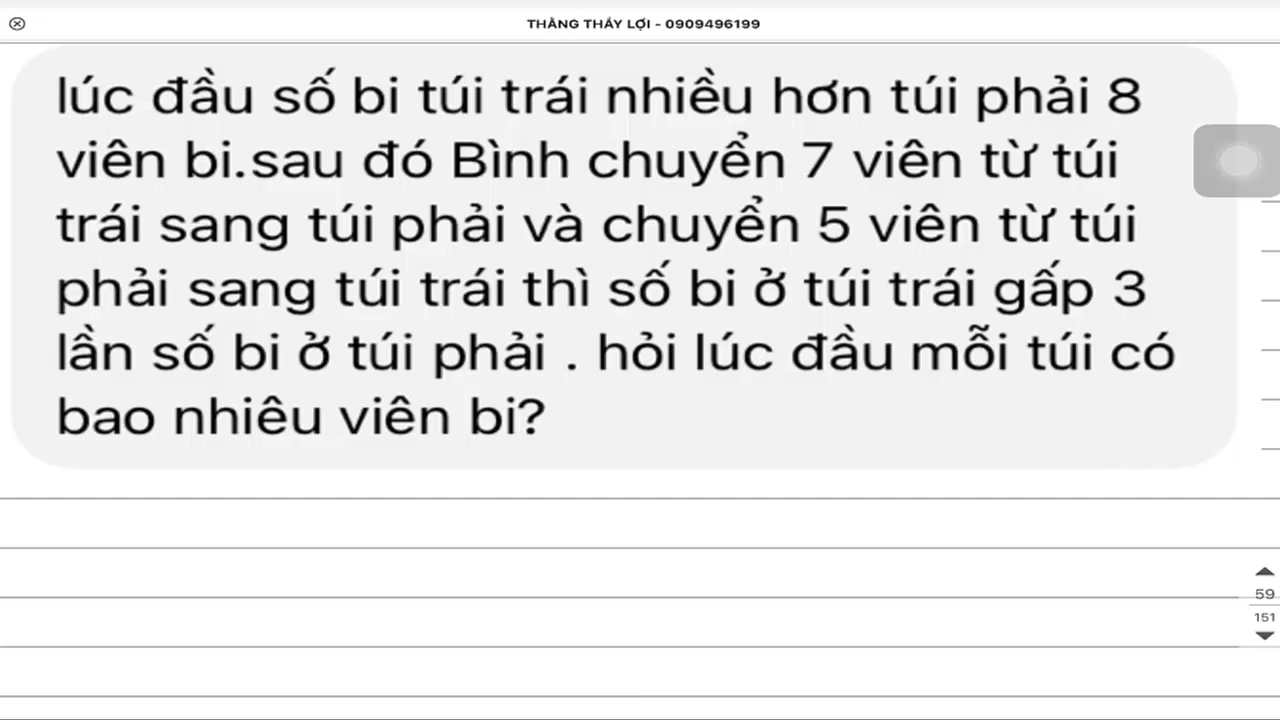 THẦNG THẦY LỢI - 0909496199
lúc đầu số bi túi trái nhiều hơn túi phải 8
viên bi.sau đó Bình chuyển 7 viên từ túi
trái sang túi phải và chuyển 5 viên từ túi
phải sang túi trái thì số bi ở túi trái gấp 3
lần số bi ở túi phải . hỏi lúc đầu mỗi túi có
bao nhiêu viên bi?
59
151